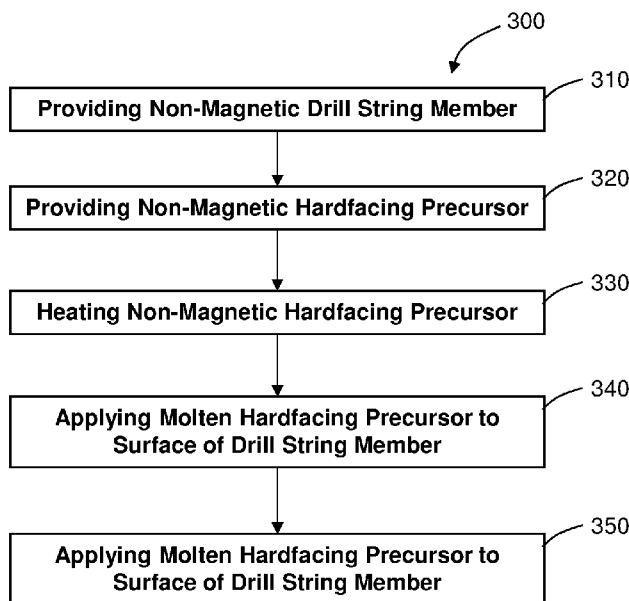 300
310
Providing Non-Magnetic Drill String Member
320
Providing Non-Magnetic Hardfacing Precursor
330
Heating Non-Magnetic Hardfacing Precursor
340
Applying Molten Hardfacing Precursor to
Surface of Drill String Member
350
Applying Molten Hardfacing Precursor to
Surface of Drill String Member